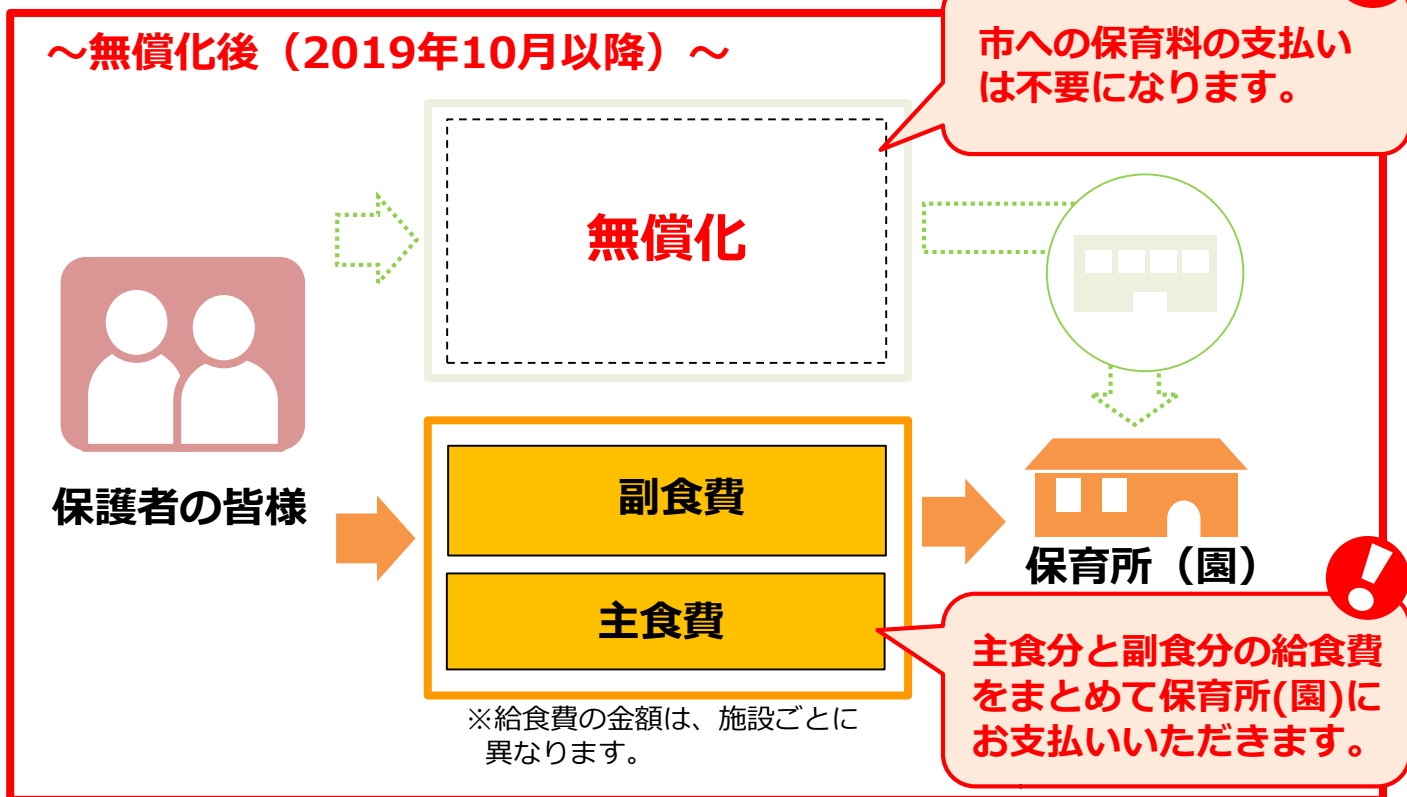 ～無償化後（2019年10月以降）～
市への保育料の支払い
は不要になります。
無償化
保護者の皆様
副食費
主食費
保育所（園）
主食分と副食分の給食費
をまとめて保育所(園)に
お支払いいただきます。
※給食費の金額は、施設ごとに
異なります。